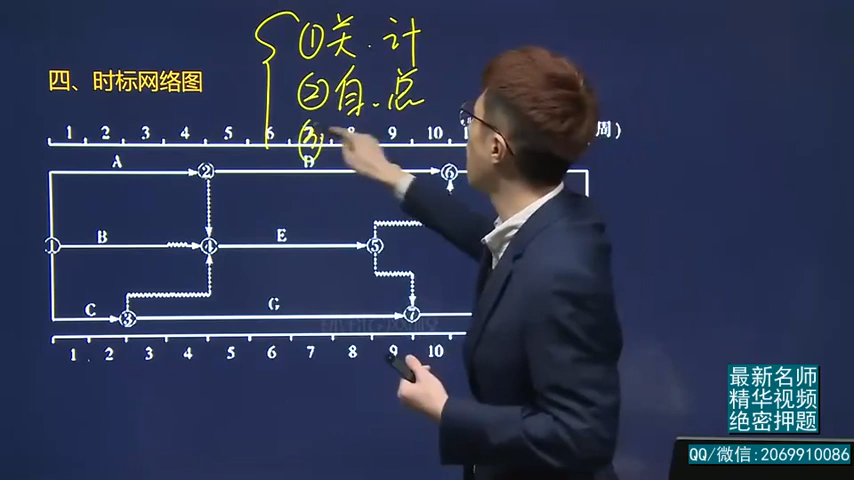 ①关.计
四、时标网络图
②自.总
1 2 3 4 5 6 7 8 9 10 周）
③
A ② D ⑥
① B ④ E ⑤
C ③ G ⑦
1 2 3 4 5 6 7 8 9 10
最新名师
精华视频
绝密押题
QQ/微信:2069910086